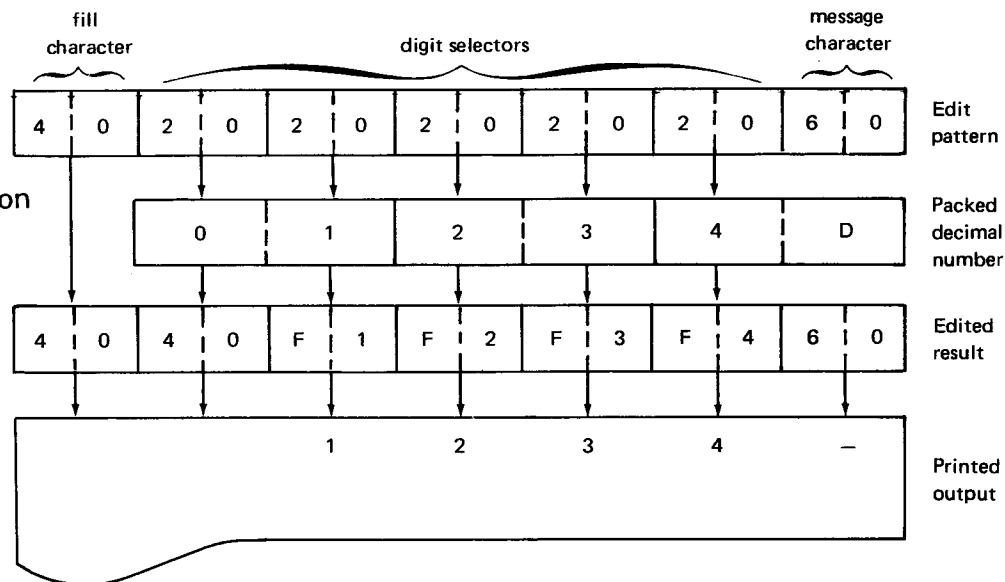 fill
character
digit selectors
message
character
4 0 2 0 2 0 2 0 2 0 2 0 6 0
Edit
pattern
on
0 1 2 3 4 D
Packed
decimal
number
4 0 4 0 F 1 F 2 F 3 F 4 6 0
Edited
result
1 2 3 4 –
Printed
output